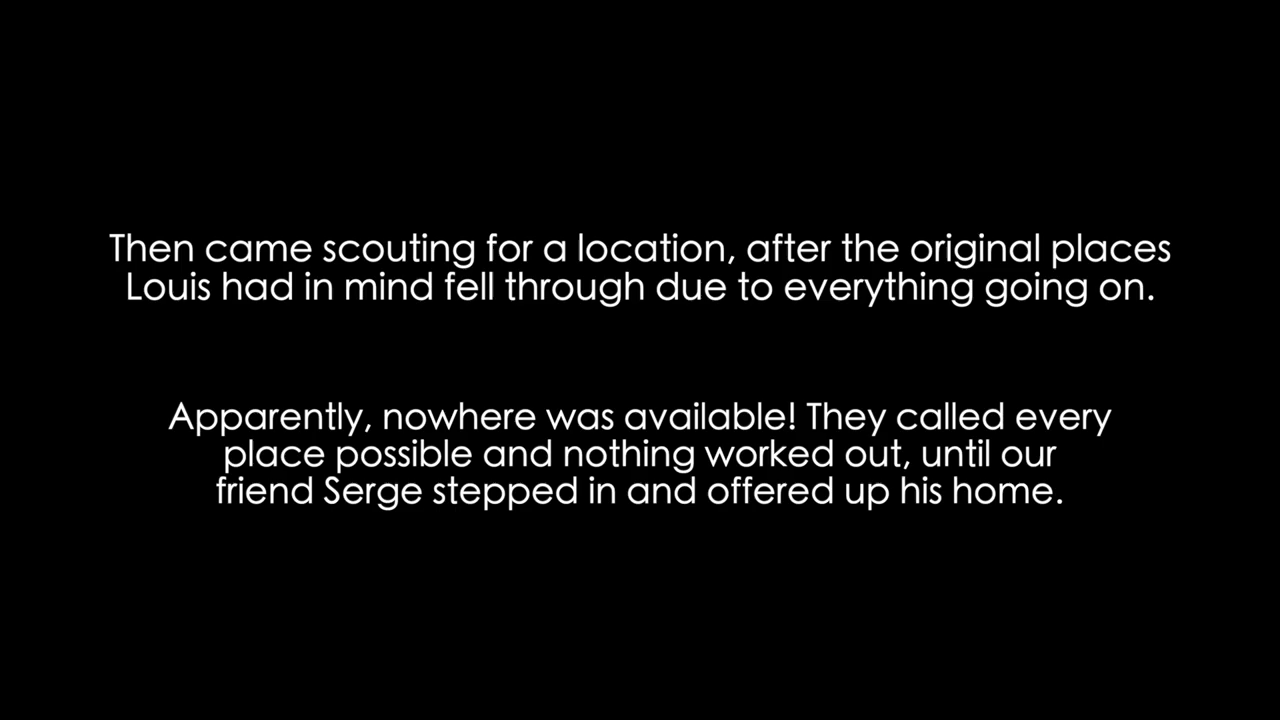 Then came scouting for a location, after the original places
Louis had in mind fell through due to everything going on.
Apparently, nowhere was available! They called every
place possible and nothing worked out, until our
friend Serge stepped in and offered up his home.